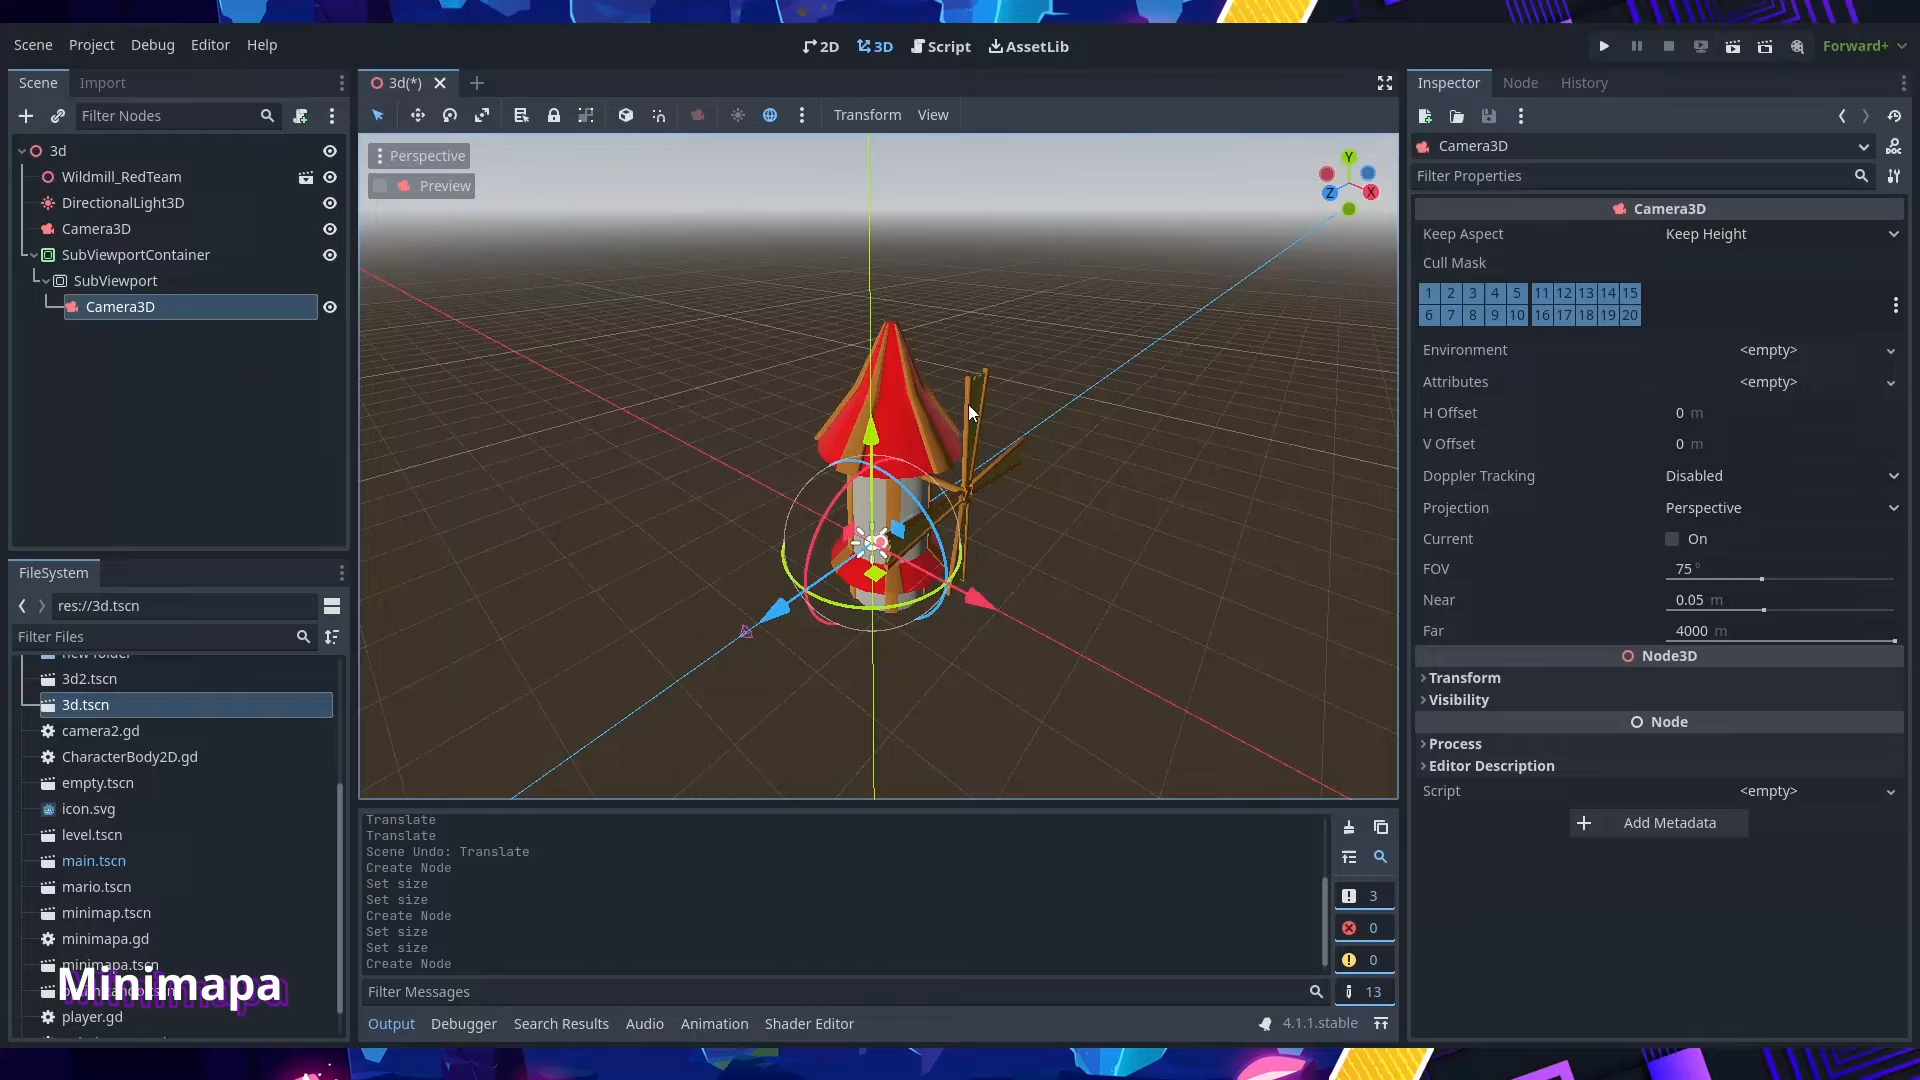 Scene Project Debug Editor Help
2D 3D Script AssetLib
Forward+
Scene Import
Filter Nodes
3d
Wildmill_RedTeam
DirectionalLight3D
Camera3D
SubViewportContainer
SubViewport
Camera3D
FileSystem
res://3d.tscn
Filter Files
new folder
3d2.tscn
3d.tscn
camera2.gd
CharacterBody2D.gd
empty.tscn
icon.svg
level.tscn
main.tscn
mario.tscn
minimap.tscn
minimapa.gd
minimapa.tscn
Minimapa
player.gd
3d(*)
Transform View
Perspective
Preview
Y
Z
X
Translate
Translate
Scene Undo: Translate
Create Node
Set size
Set size
Create Node
Set size
Set size
Create Node
3
0
0
13
Filter Messages
Output Debugger Search Results Audio Animation Shader Editor
4.1.1.stable
Inspector Node History
Camera3D
DOC
Filter Properties
Camera3D
Keep Aspect Keep Height
Cull Mask
1 2 3 4 5 11 12 13 14 15
6 7 8 9 10 16 17 18 19 20
Environment <empty>
Attributes <empty>
H Offset 0 m
V Offset 0 m
Doppler Tracking Disabled
Projection Perspective
Current On
FOV 75 °
Near 0.05 m
Far 4000 m
Node3D
Transform
Visibility
Node
Process
Editor Description
Script <empty>
Add Metadata